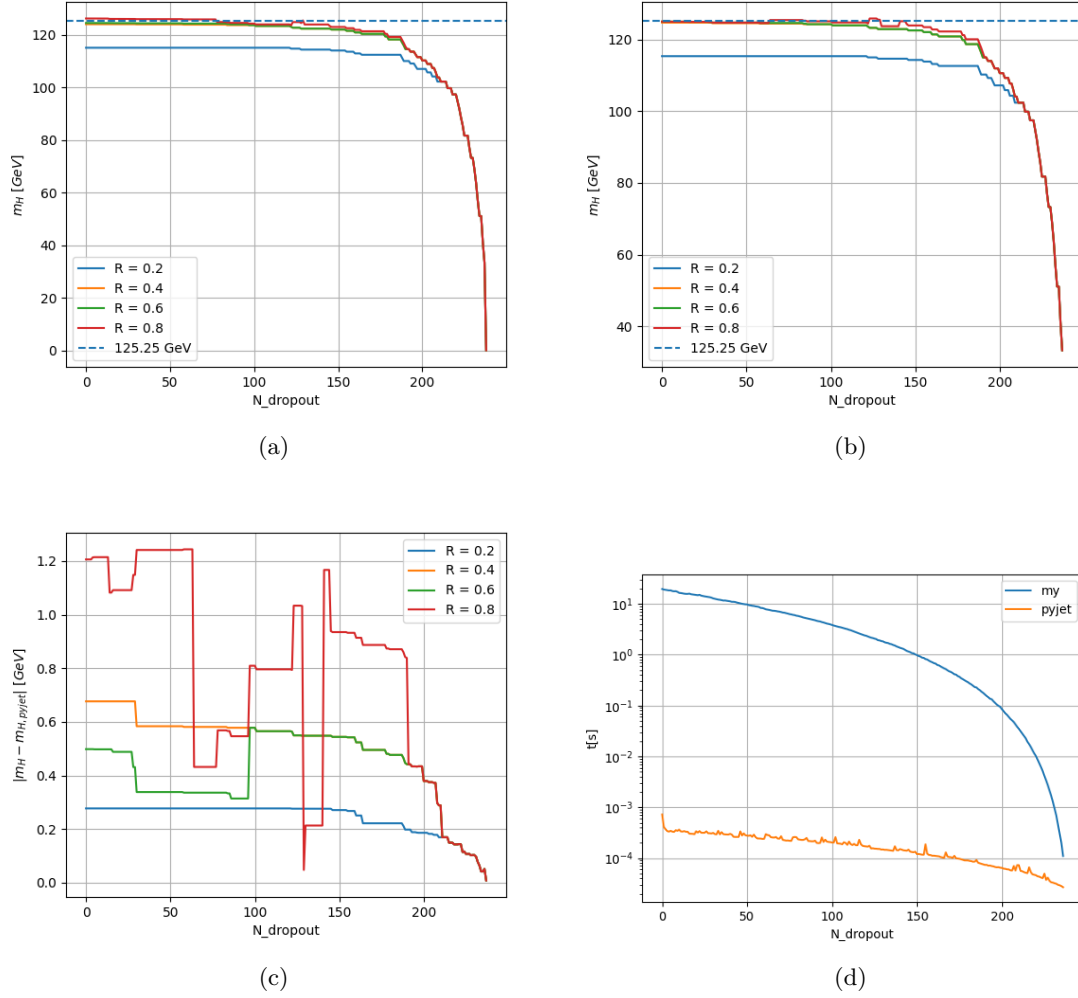 120
100
80
60
40
20
0
m_H [GeV]
R = 0.2
R = 0.4
R = 0.6
R = 0.8
125.25 GeV
0 50 100 150 200
N_dropout
(a)
120
100
80
60
40
m_H [GeV]
R = 0.2
R = 0.4
R = 0.6
R = 0.8
125.25 GeV
0 50 100 150 200
N_dropout
(b)
1.2
1.0
0.8
0.6
0.4
0.2
0.0
|m_H − m_{H,pyjet}| [GeV]
R = 0.2
R = 0.4
R = 0.6
R = 0.8
0 50 100 150 200
N_dropout
(c)
10^1
10^0
10^{-1}
10^{-2}
10^{-3}
10^{-4}
t[s]
my
pyjet
0 50 100 150 200
N_dropout
(d)